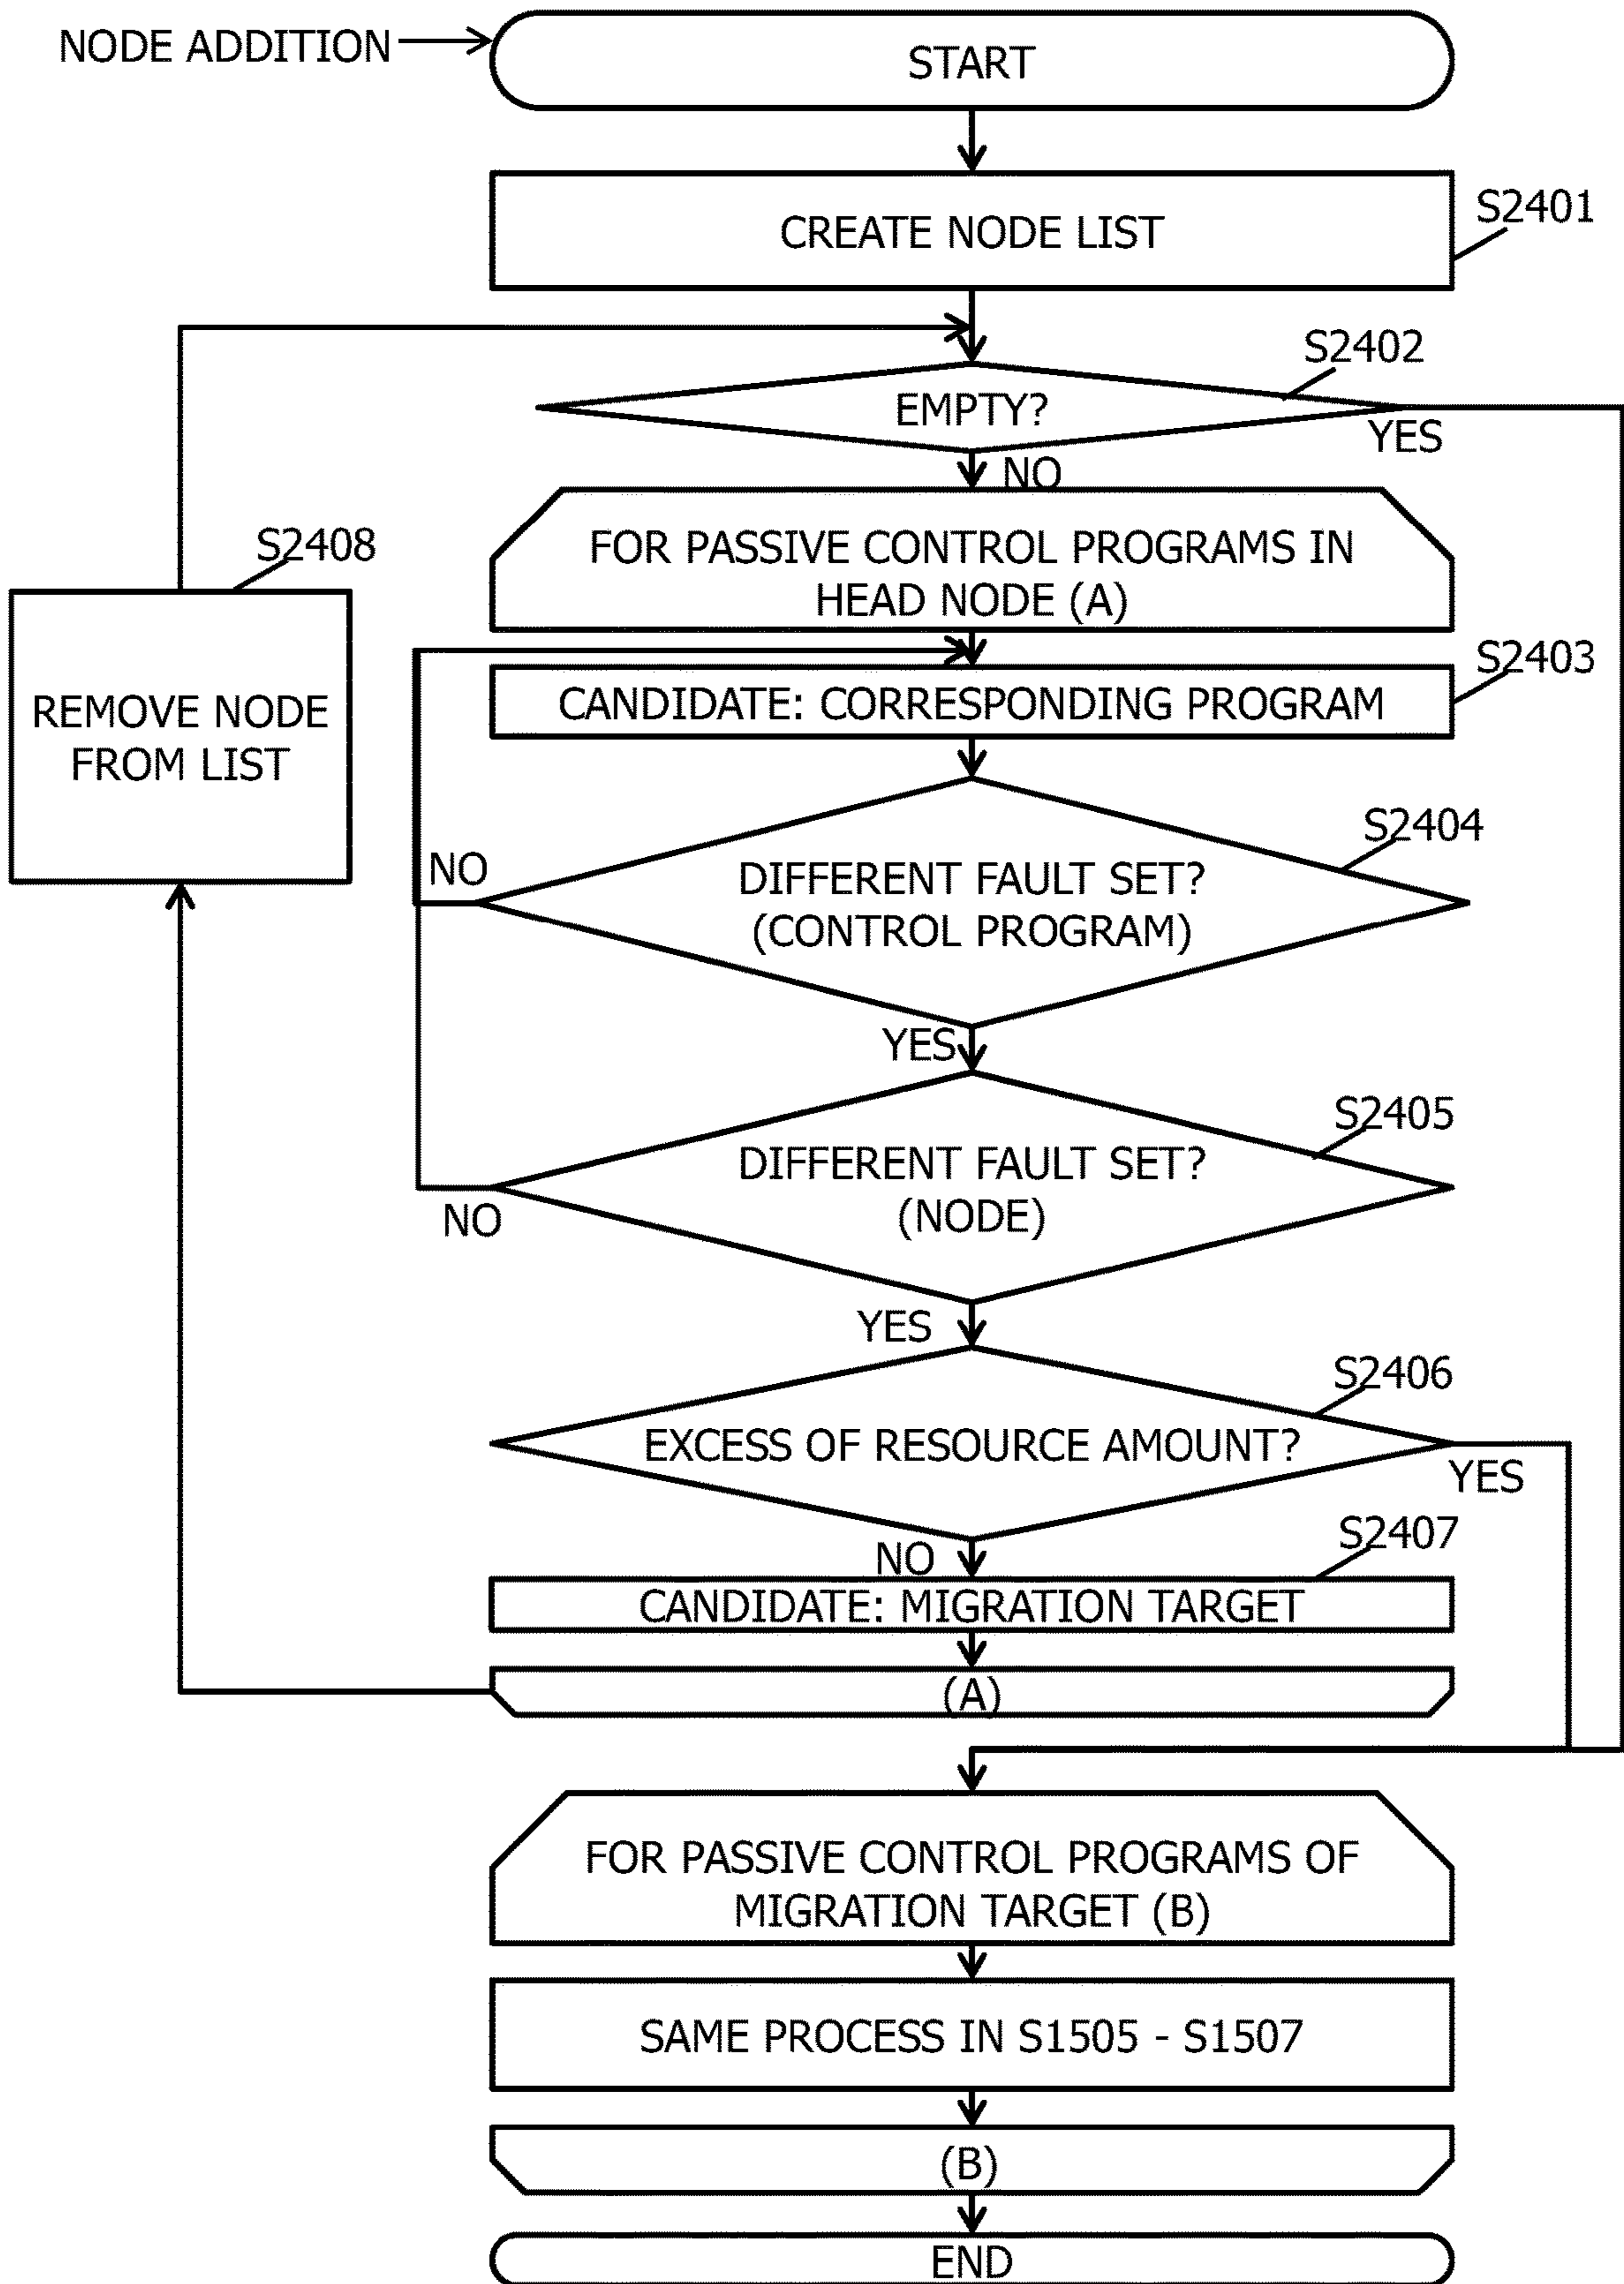 NODE ADDITION
START
CREATE NODE LIST
S2401
EMPTY?
S2402
YES
NO
FOR PASSIVE CONTROL PROGRAMS IN
HEAD NODE (A)
S2408
REMOVE NODE
FROM LIST
CANDIDATE: CORRESPONDING PROGRAM
S2403
DIFFERENT FAULT SET?
(CONTROL PROGRAM)
S2404
NO
YES
DIFFERENT FAULT SET?
(NODE)
S2405
NO
YES
EXCESS OF RESOURCE AMOUNT?
S2406
YES
NO
CANDIDATE: MIGRATION TARGET
S2407
(A)
FOR PASSIVE CONTROL PROGRAMS OF
MIGRATION TARGET (B)
SAME PROCESS IN S1505 - S1507
(B)
END